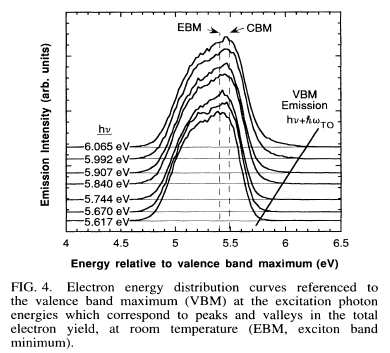 EBM
CBM
VBM
Emission
hν+ℏω_TO
Emission Intensity (arb. units)
hν
6.065 eV
5.992 eV
5.907 eV
5.840 eV
5.744 eV
5.670 eV
5.617 eV
4 4.5 5 5.5 6 6.5
Energy relative to valence band maximum (eV)
FIG. 4. Electron energy distribution curves referenced to
the valence band maximum (VBM) at the excitation photon
energies which correspond to peaks and valleys in the total
electron yield, at room temperature (EBM, exciton band
minimum).